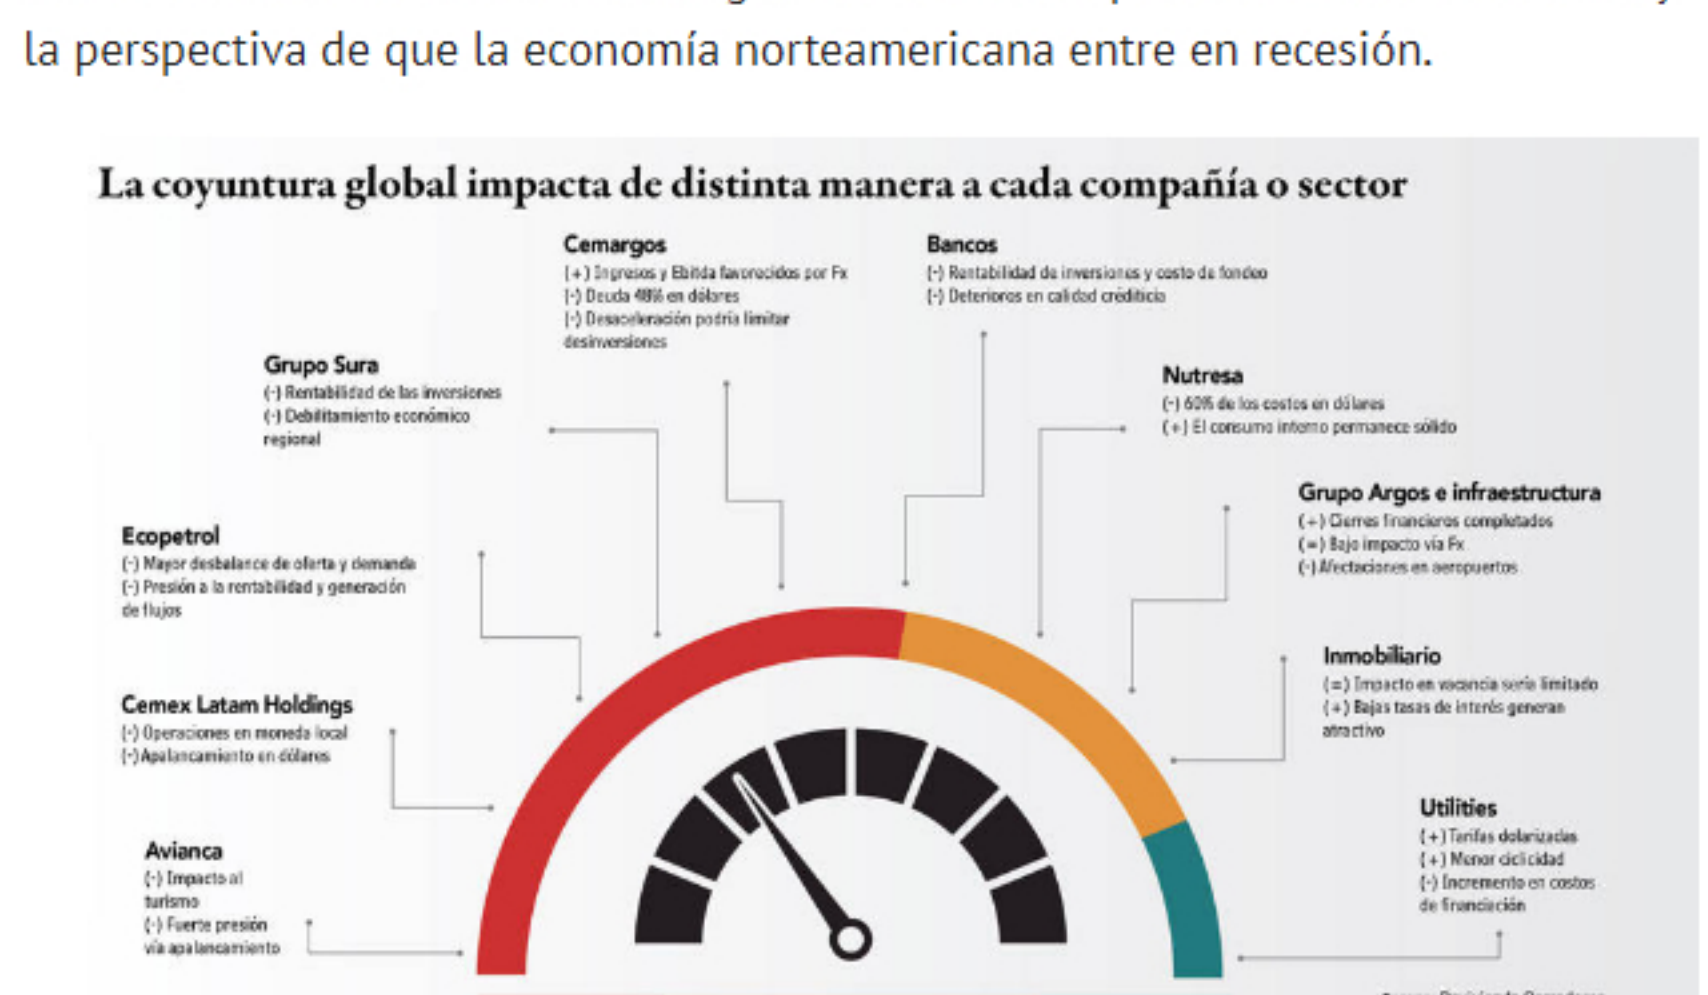 la perspectiva de que la economía norteamericana entre en recesión.
La coyuntura global impacta de distinta manera a cada compañía o sector
Cemargos
(+) Ingresos y Ebitda favorecidos por Fx
(-) Deuda 48% en dólares
(-) Desaceleración podría limitar
desinversiones
Bancos
(-) Rentabilidad de inversiones y costo de fondeo
(-) Deterioros en calidad crediticia
Grupo Sura
(-) Rentabilidad de las inversiones
(-) Debilitamiento económico
regional
Nutresa
(-) 60% de los costos en dólares
(+) El consumo interno permanece sólido
Grupo Argos e infraestructura
(+) Cierres financieros completados
(=) Bajo impacto vía Fx
(-) Afectaciones en aeropuertos
Ecopetrol
(-) Mayor desbalance de oferta y demanda
(-) Presión a la rentabilidad y generación
de flujos
Inmobiliario
(=) Impacto en vacancia sería limitado
(+) Bajas tasas de interés generan
atractivo
Cemex Latam Holdings
(-) Operaciones en moneda local
(-) Apalancamiento en dólares
Utilities
(+) Tarifas dolarizadas
(+) Menor ciclicidad
(-) Incremento en costos
de financiación
Avianca
(-) Impacto al
turismo
(-) Fuerte presión
vía apalancamiento